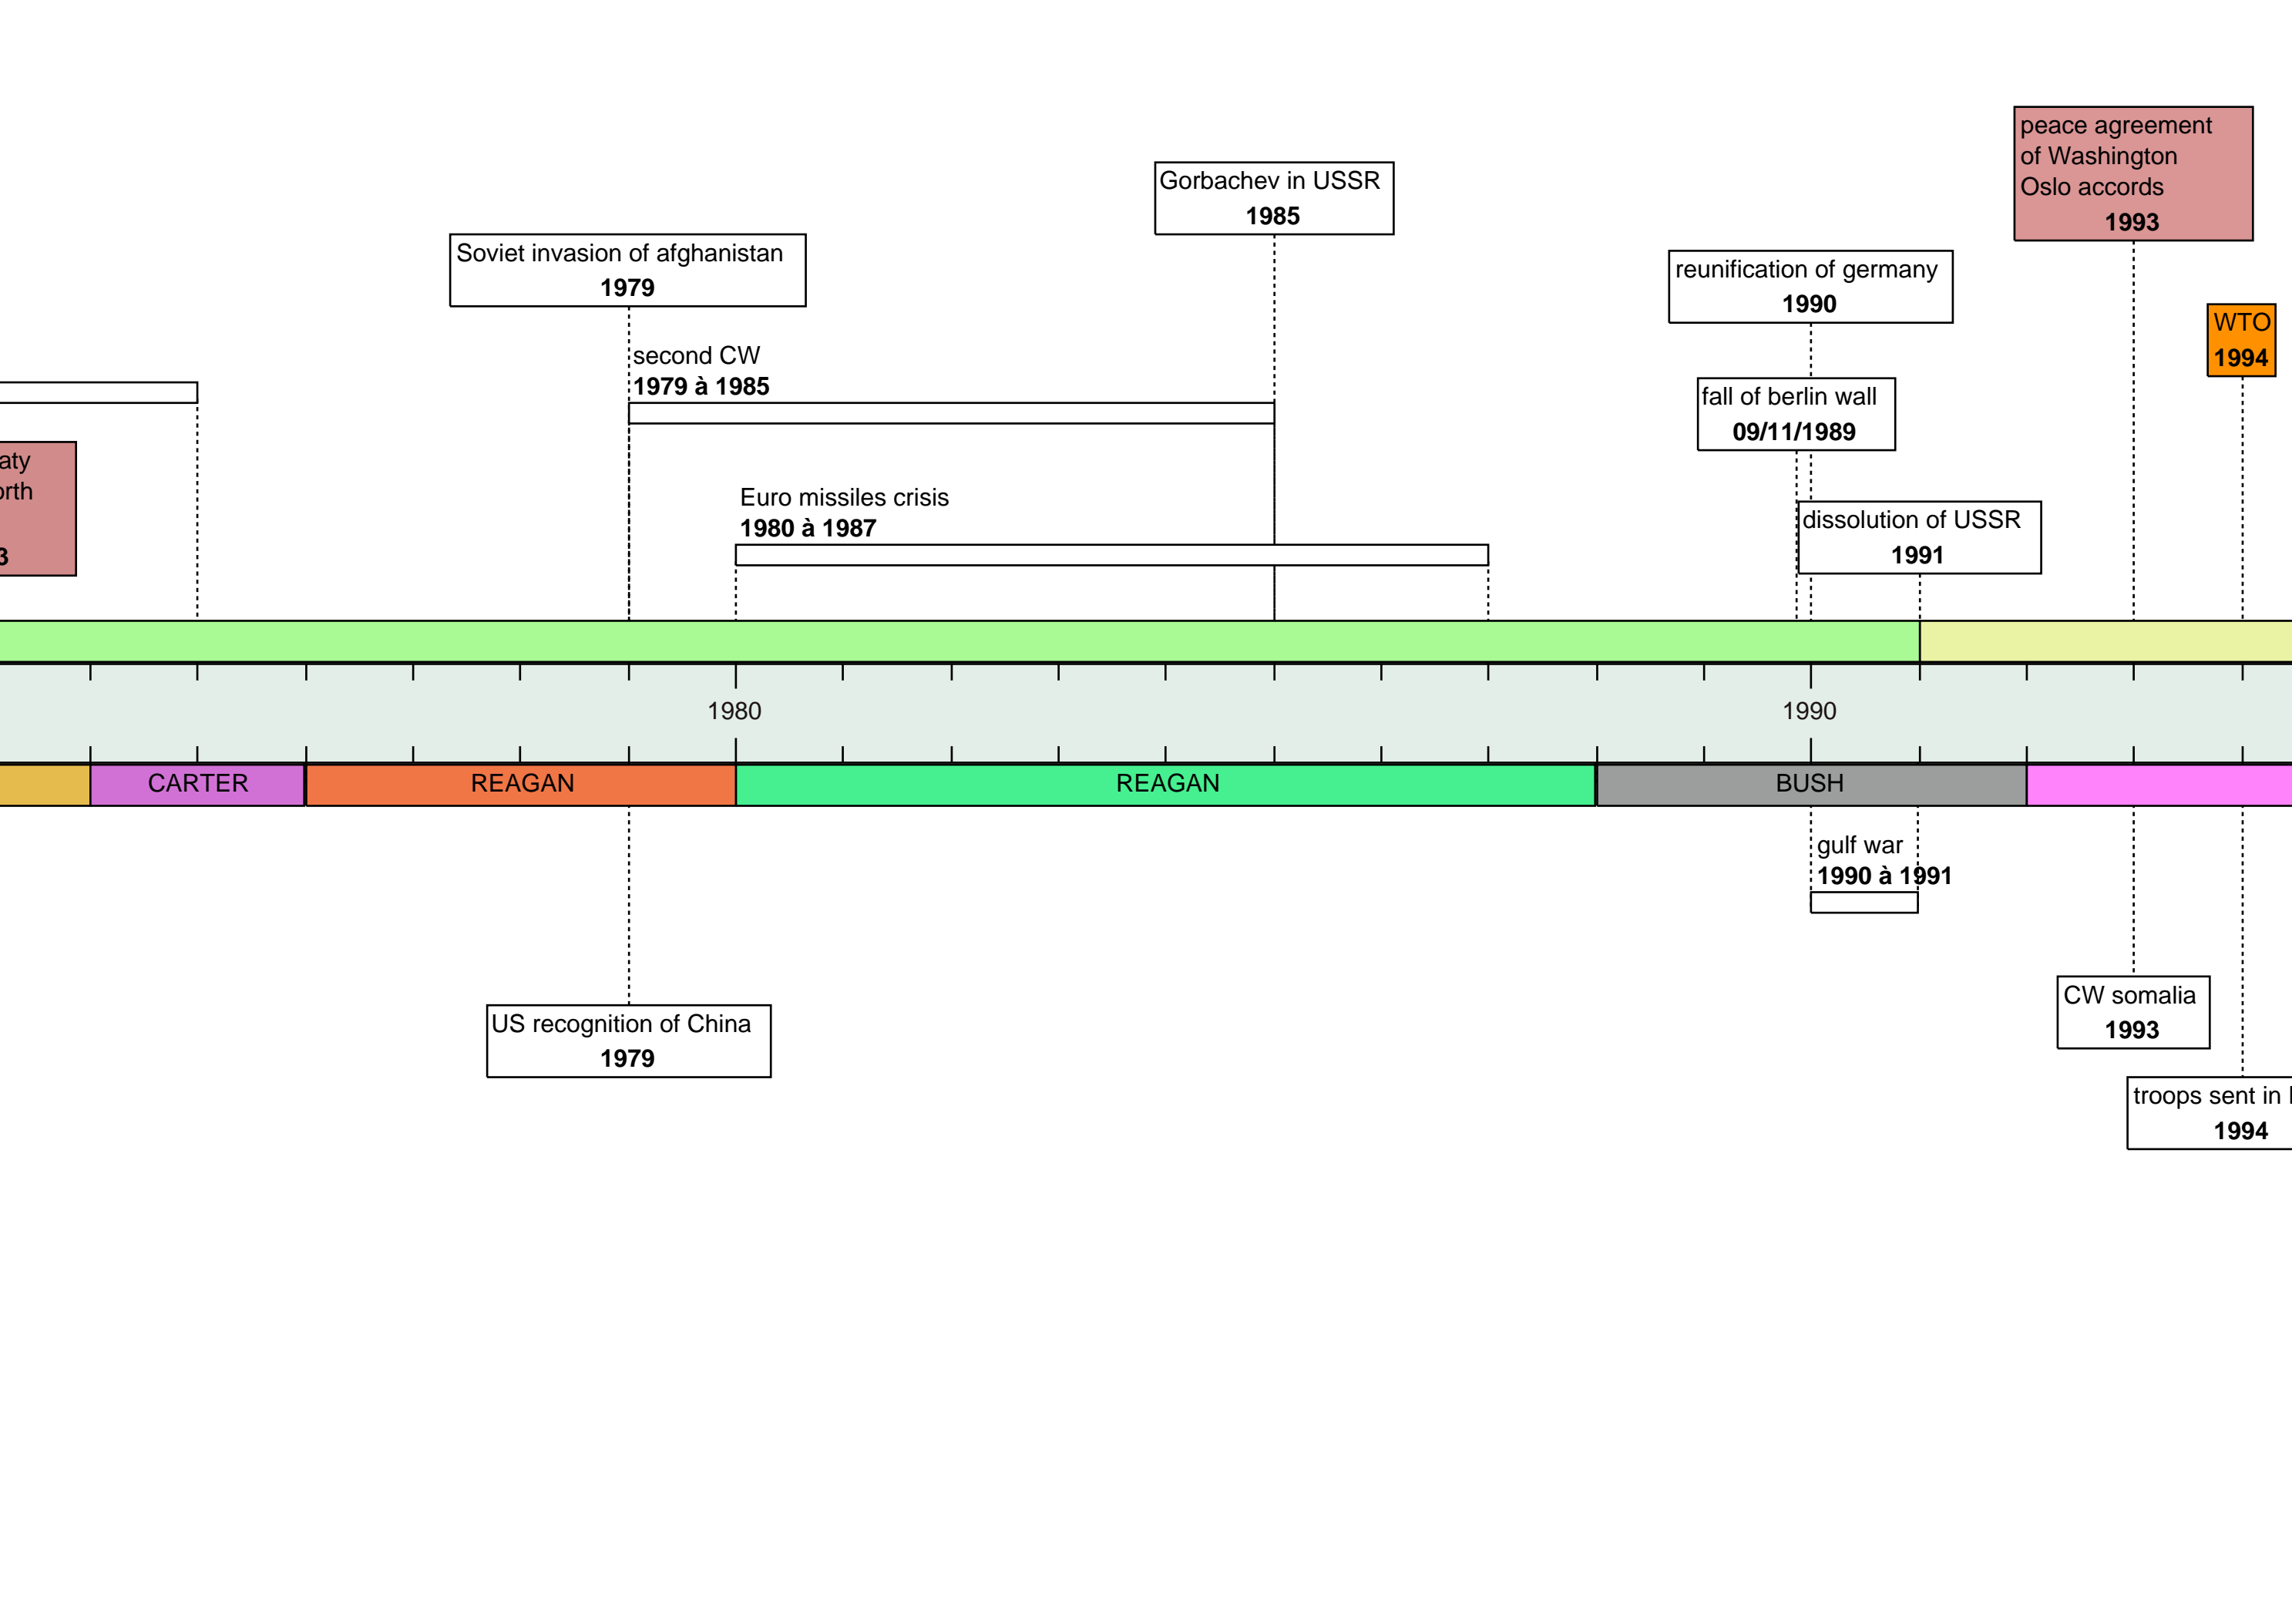 peace agreement
of Washington
Oslo accords
1993
Gorbachev in USSR
1985
Soviet invasion of afghanistan
1979
reunification of germany
1990
WTO
1994
second CW
1979 à 1985
fall of berlin wall
09/11/1989
aty
orth
3
Euro missiles crisis
1980 à 1987
dissolution of USSR
1991
1980
1990
CARTER
REAGAN
REAGAN
BUSH
gulf war
1990 à 1991
CW somalia
1993
US recognition of China
1979
troops sent in
1994